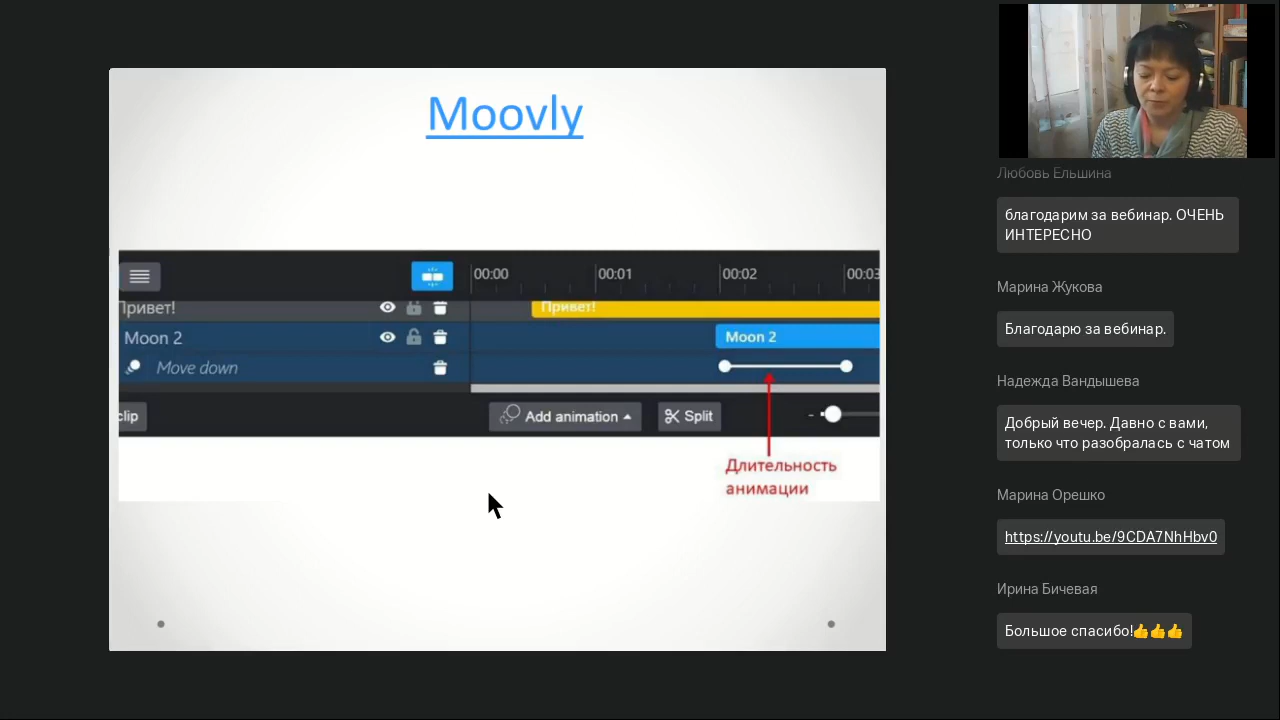 Moovly
00:00
00:01
00:02
00:03
Привет!
Привет!
Moon 2
Moon 2
Move down
clip
Add animation
Split
Длительность
анимации
Любовь Ельшина
благодарим за вебинар. ОЧЕНЬ
ИНТЕРЕСНО
Марина Жукова
Благодарю за вебинар.
Надежда Вандышева
Добрый вечер. Давно с вами,
только что разобралась с чатом
Марина Орешко
https://youtu.be/9CDA7NhHbv0
Ирина Бичевая
Большое спасибо!👍👍👍